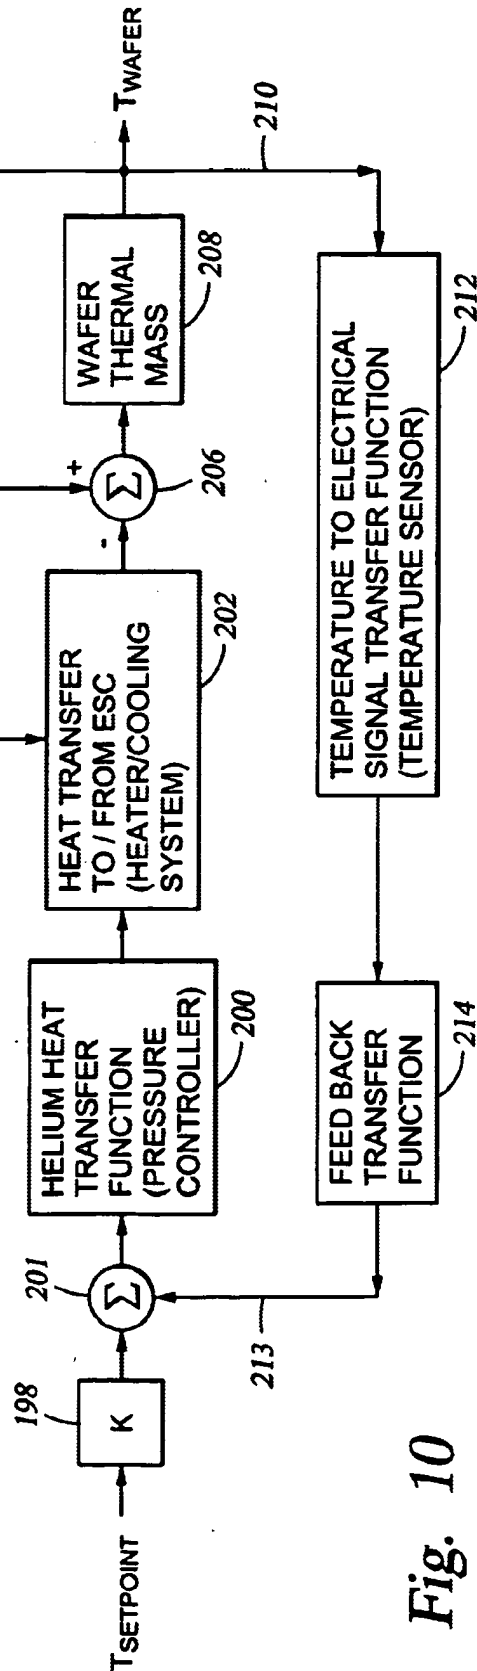 T SETPOINT
198
K
201
Σ
HELIUM HEAT
TRANSFER
FUNCTION
(PRESSURE
CONTROLLER)
200
HEAT TRANSFER
TO / FROM ESC
(HEATER/COOLING
SYSTEM)
202
-
+
Σ
206
WAFER
THERMAL
MASS
208
T WAFER
210
TEMPERATURE TO ELECTRICAL
SIGNAL TRANSFER FUNCTION
(TEMPERATURE SENSOR)
212
FEED BACK
TRANSFER
FUNCTION
214
213
Fig. 10